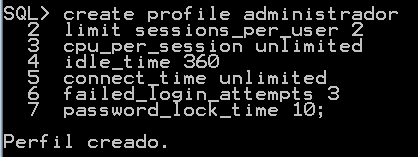 SQL> create profile administrador
2 limit sessions_per_user 2
3 cpu_per_session unlimited
4 idle_time 360
5 connect_time unlimited
6 failed_login_attempts 3
7 password_lock_time 10;
Perfil creado.